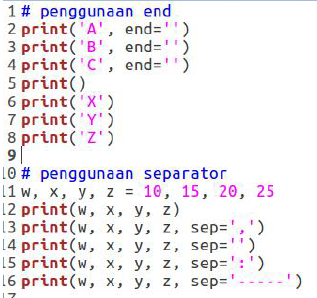 1 # penggunaan end
2 print('A', end='')
3 print('B', end='')
4 print('C', end='')
5 print()
6 print('X')
7 print('Y')
8 print('Z')
9
10 # penggunaan separator
11 w, x, y, z = 10, 15, 20, 25
12 print(w, x, y, z)
13 print(w, x, y, z, sep=',')
14 print(w, x, y, z, sep='')
15 print(w, x, y, z, sep=':')
16 print(w, x, y, z, sep='-----')
17